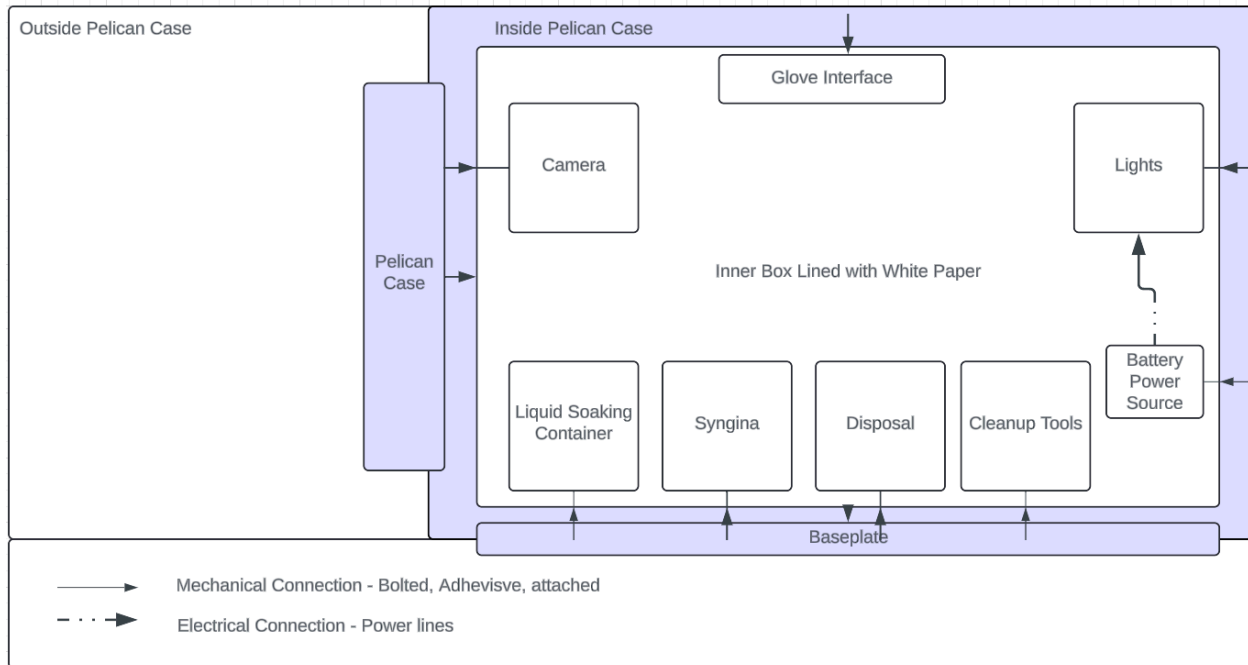 Outside Pelican Case
Inside Pelican Case
Glove Interface
Camera
Lights
Pelican
Case
Inner Box Lined with White Paper
Battery
Power
Source
Liquid Soaking
Container
Syngina
Disposal
Cleanup Tools
Baseplate
Mechanical Connection - Bolted, Adhevisve, attached
Electrical Connection - Power lines